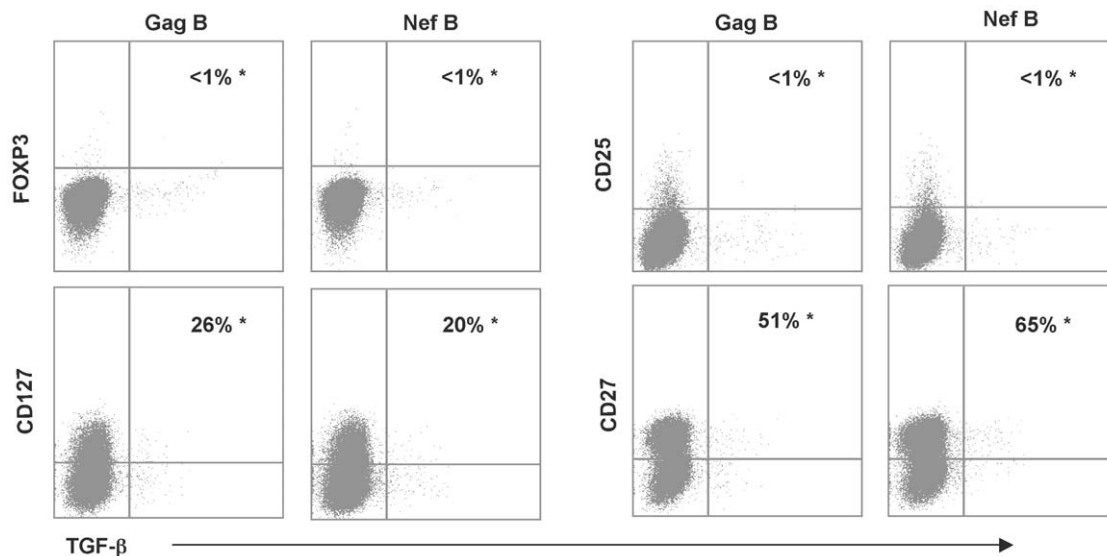 Gag B Nef B Gag B Nef B
FOXP3 <1% * <1% * CD25 <1% * <1% *
CD127 26% * 20% * CD27 51% * 65% *
TGF-β